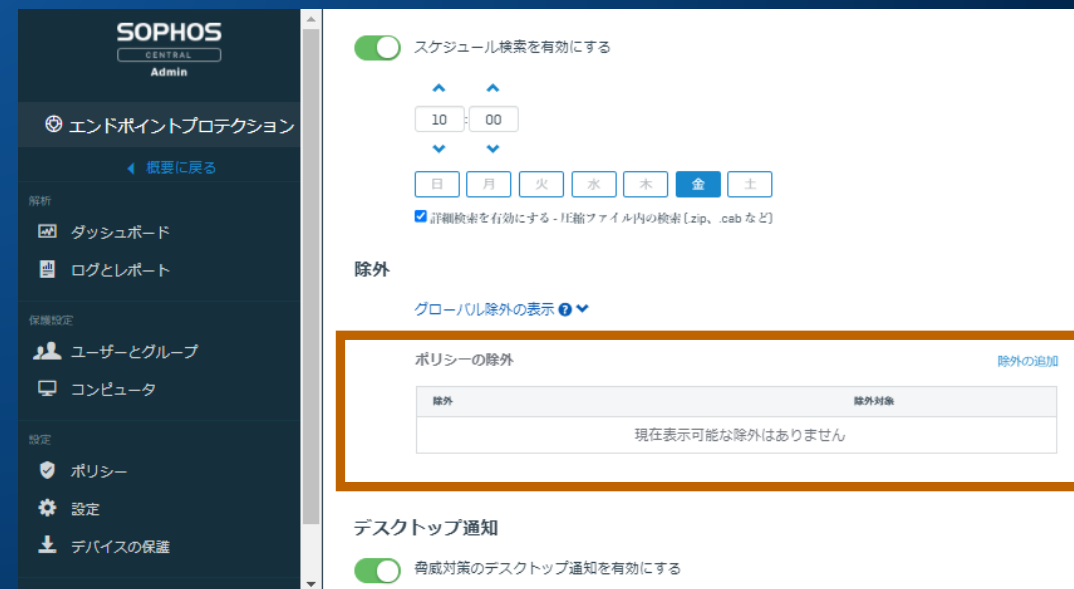 SOPHOS
CENTRAL
Admin
エンドポイントプロテクション
概要に戻る
解析
ダッシュボード
ログとレポート
保護設定
ユーザーとグループ
コンピュータ
設定
ポリシー
設定
デバイスの保護
スケジュール検索を有効にする
10 : 00
日 月 火 水 木 金 土
詳細検索を有効にする - 圧縮ファイル内の検索 (.zip、.cab など)
除外
グローバル除外の表示
ポリシーの除外 除外の追加
除外 除外対象
現在表示可能な除外はありません
デスクトップ通知
脅威対策のデスクトップ通知を有効にする